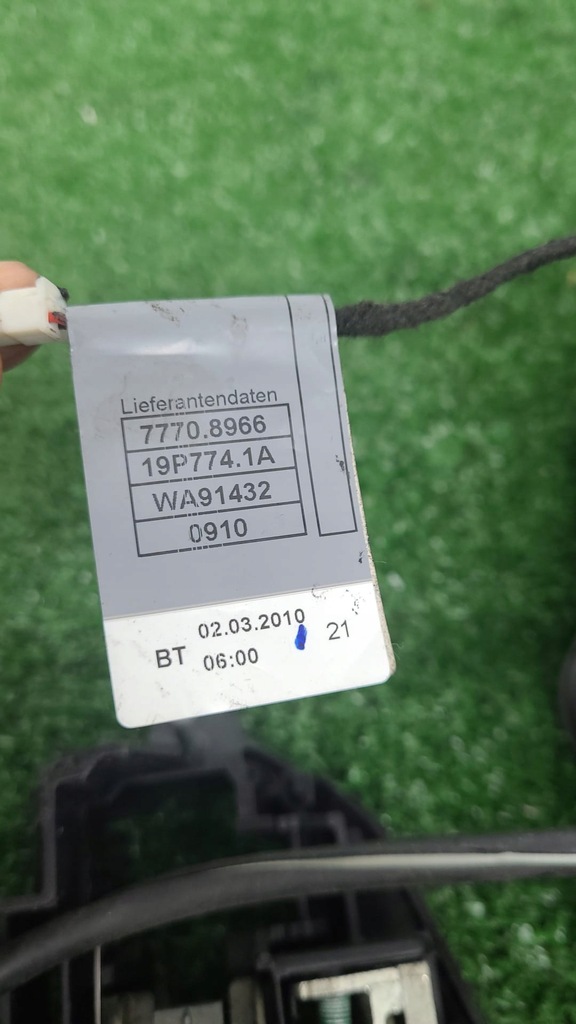 Lieferantendaten
7770.8966
19P774.1A
WA91432
0910
02.03.2010
BT 06:00 21